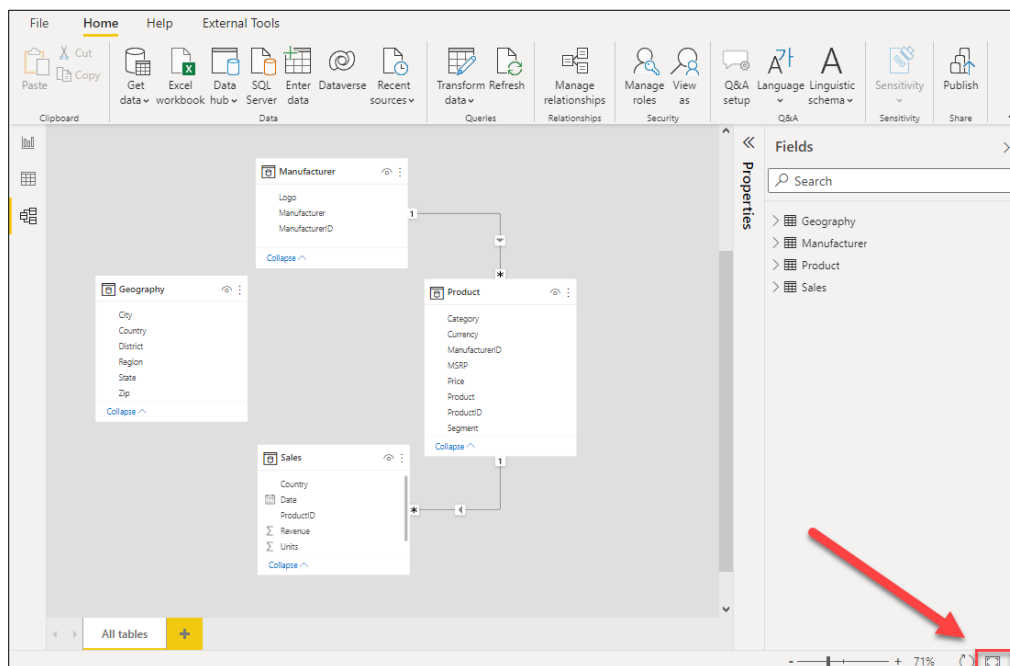 File Home Help External Tools
Paste
Cut
Copy
Get data
Excel workbook
Data hub
SQL Server
Enter data
Dataverse
Recent sources
Transform data
Refresh
Manage relationships
Manage roles
View as
Q&A setup
Language
Linguistic schema
Sensitivity
Publish
Clipboard Data Queries Relationships Security Q&A Sensitivity Share
Manufacturer
Logo
Manufacturer
ManufacturerID
Collapse
1
*
Geography
City
Country
District
Region
State
Zip
Collapse
Product
Category
Currency
ManufacturerID
MSRP
Price
Product
ProductID
Segment
Collapse
1
*
Sales
Country
Date
ProductID
Σ Revenue
Σ Units
Collapse
Properties
Fields
Search
Geography
Manufacturer
Product
Sales
All tables +
- + 71%